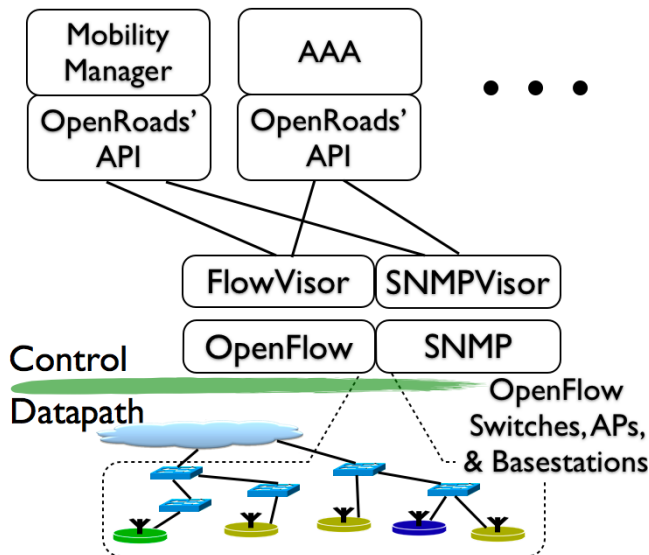 Mobility
Manager
AAA
OpenRoads'
API
OpenRoads'
API
FlowVisor
SNMPVisor
OpenFlow
SNMP
Control
Datapath
OpenFlow
Switches, APs,
& Basestations